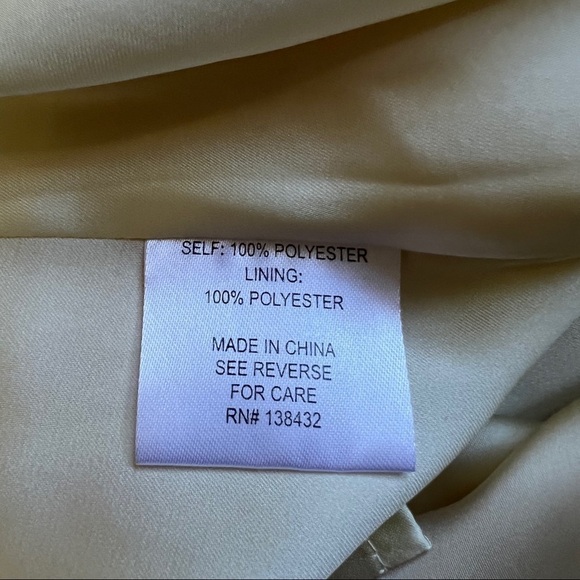 SELF: 100% POLYESTER
LINING:
100% POLYESTER
MADE IN CHINA
SEE REVERSE
FOR CARE
RN# 138432